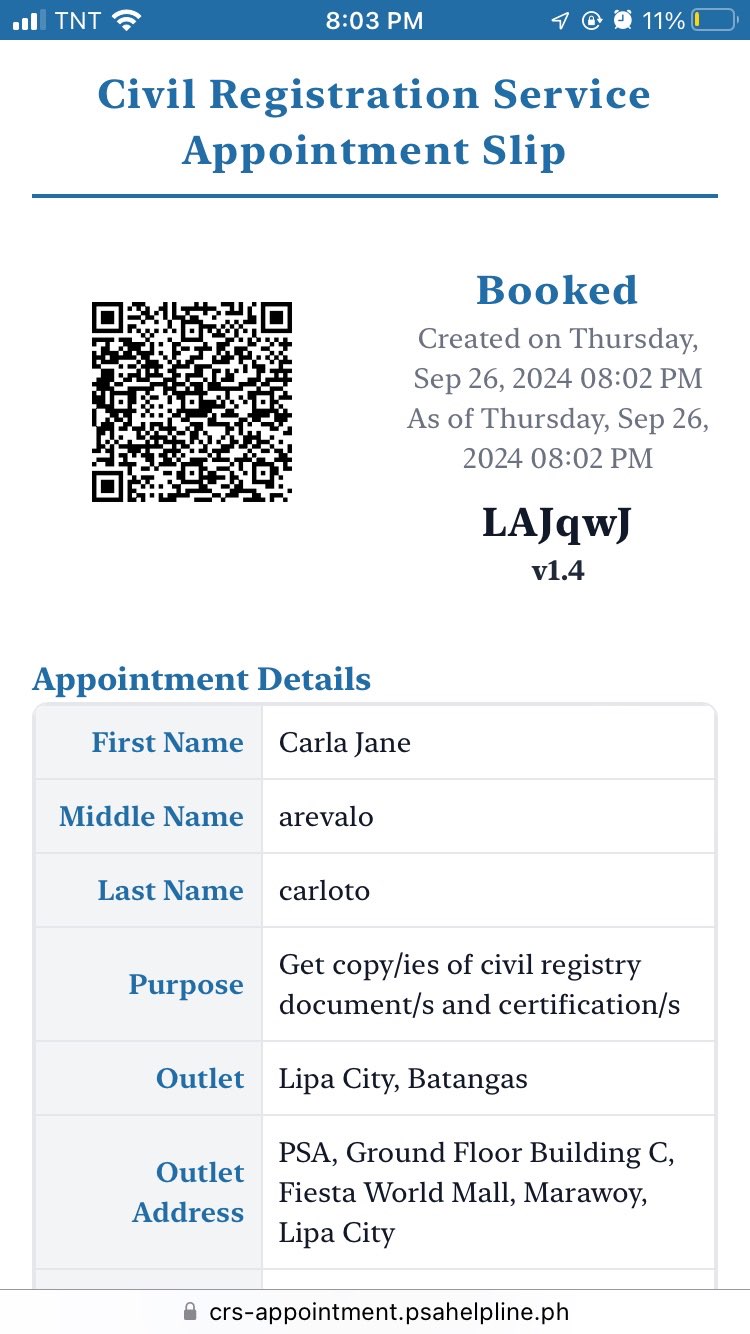 TNT 8:03 PM 11%
Civil Registration Service
Appointment Slip
Booked
Created on Thursday,
Sep 26, 2024 08:02 PM
As of Thursday, Sep 26,
2024 08:02 PM
LAJqwJ
v1.4
Appointment Details
First Name Carla Jane
Middle Name arevalo
Last Name carloto
Purpose Get copy/ies of civil registry
document/s and certification/s
Outlet Lipa City, Batangas
Outlet
Address
PSA, Ground Floor Building C,
Fiesta World Mall, Marawoy,
Lipa City
crs-appointment.psahelpline.ph